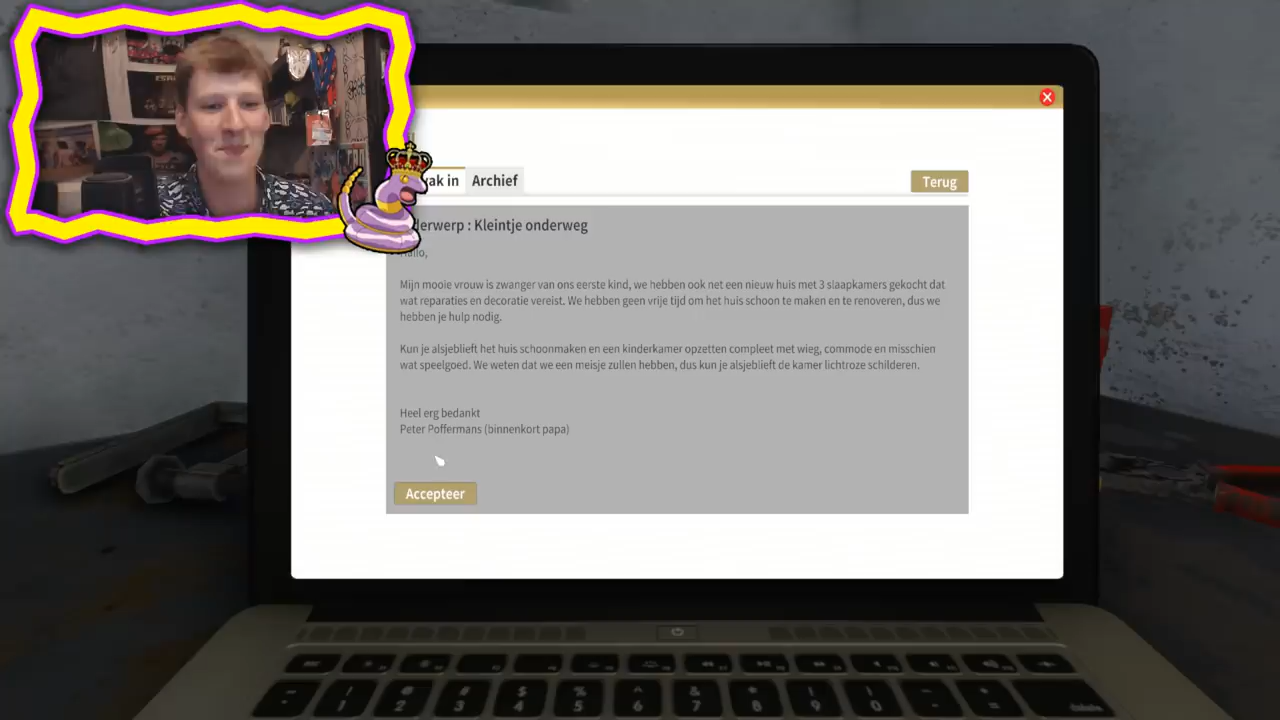 Archief
Terug
Kleintje onderweg
Mijn mooie vrouw is zwanger van ons eerste kind, we hebben ook net een nieuw huis met 3 slaapkamers gekocht dat
wat reparaties en decoratie vereist. We hebben geen vrije tijd om het huis schoon te maken en te renoveren, dus we
hebben je hulp nodig.
Kun je alsjeblieft het huis schoonmaken en een kinderkamer opzetten compleet met wieg, commode en misschien
wat speelgoed. We weten dat we een meisje zullen hebben, dus kun je alsjeblieft de kamer lichtroze schilderen.
Heel erg bedankt
Peter Poffermans (binnenkort papa)
Accepteer